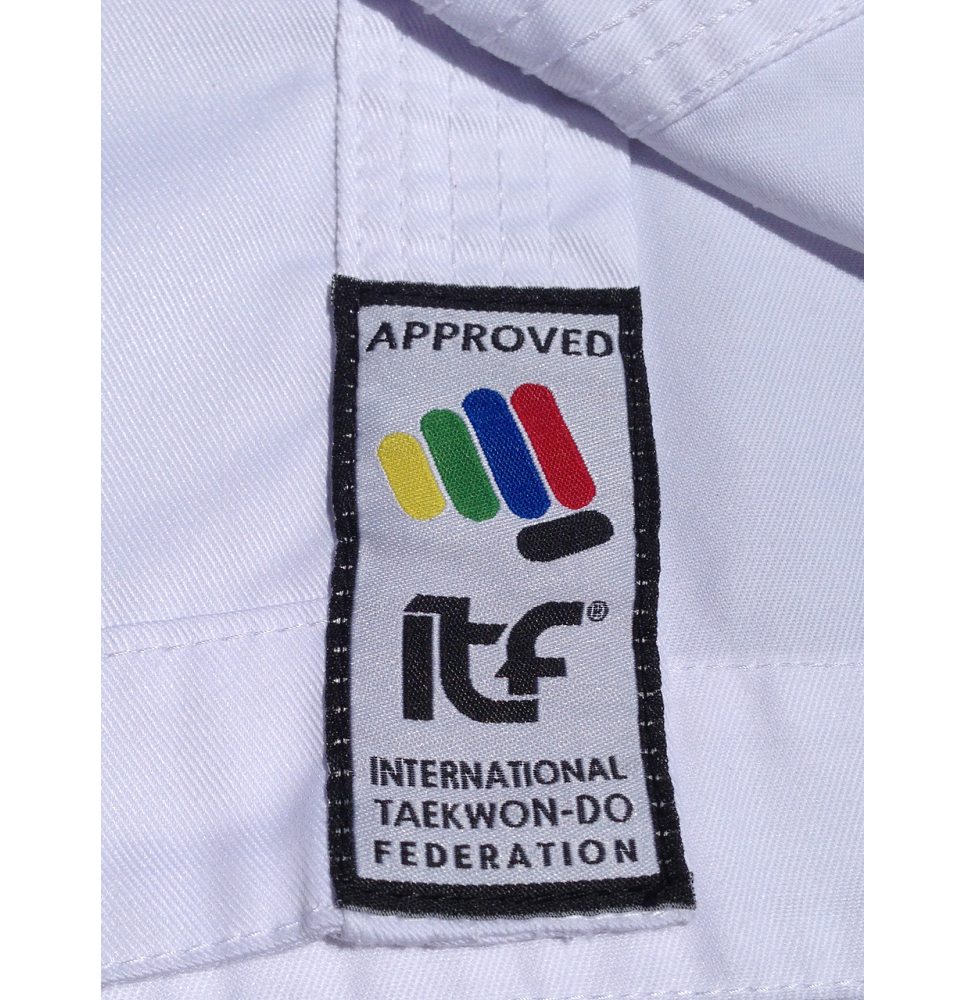 APPROVED
itf®
INTERNATIONAL
TAEKWON-DO
FEDERATION